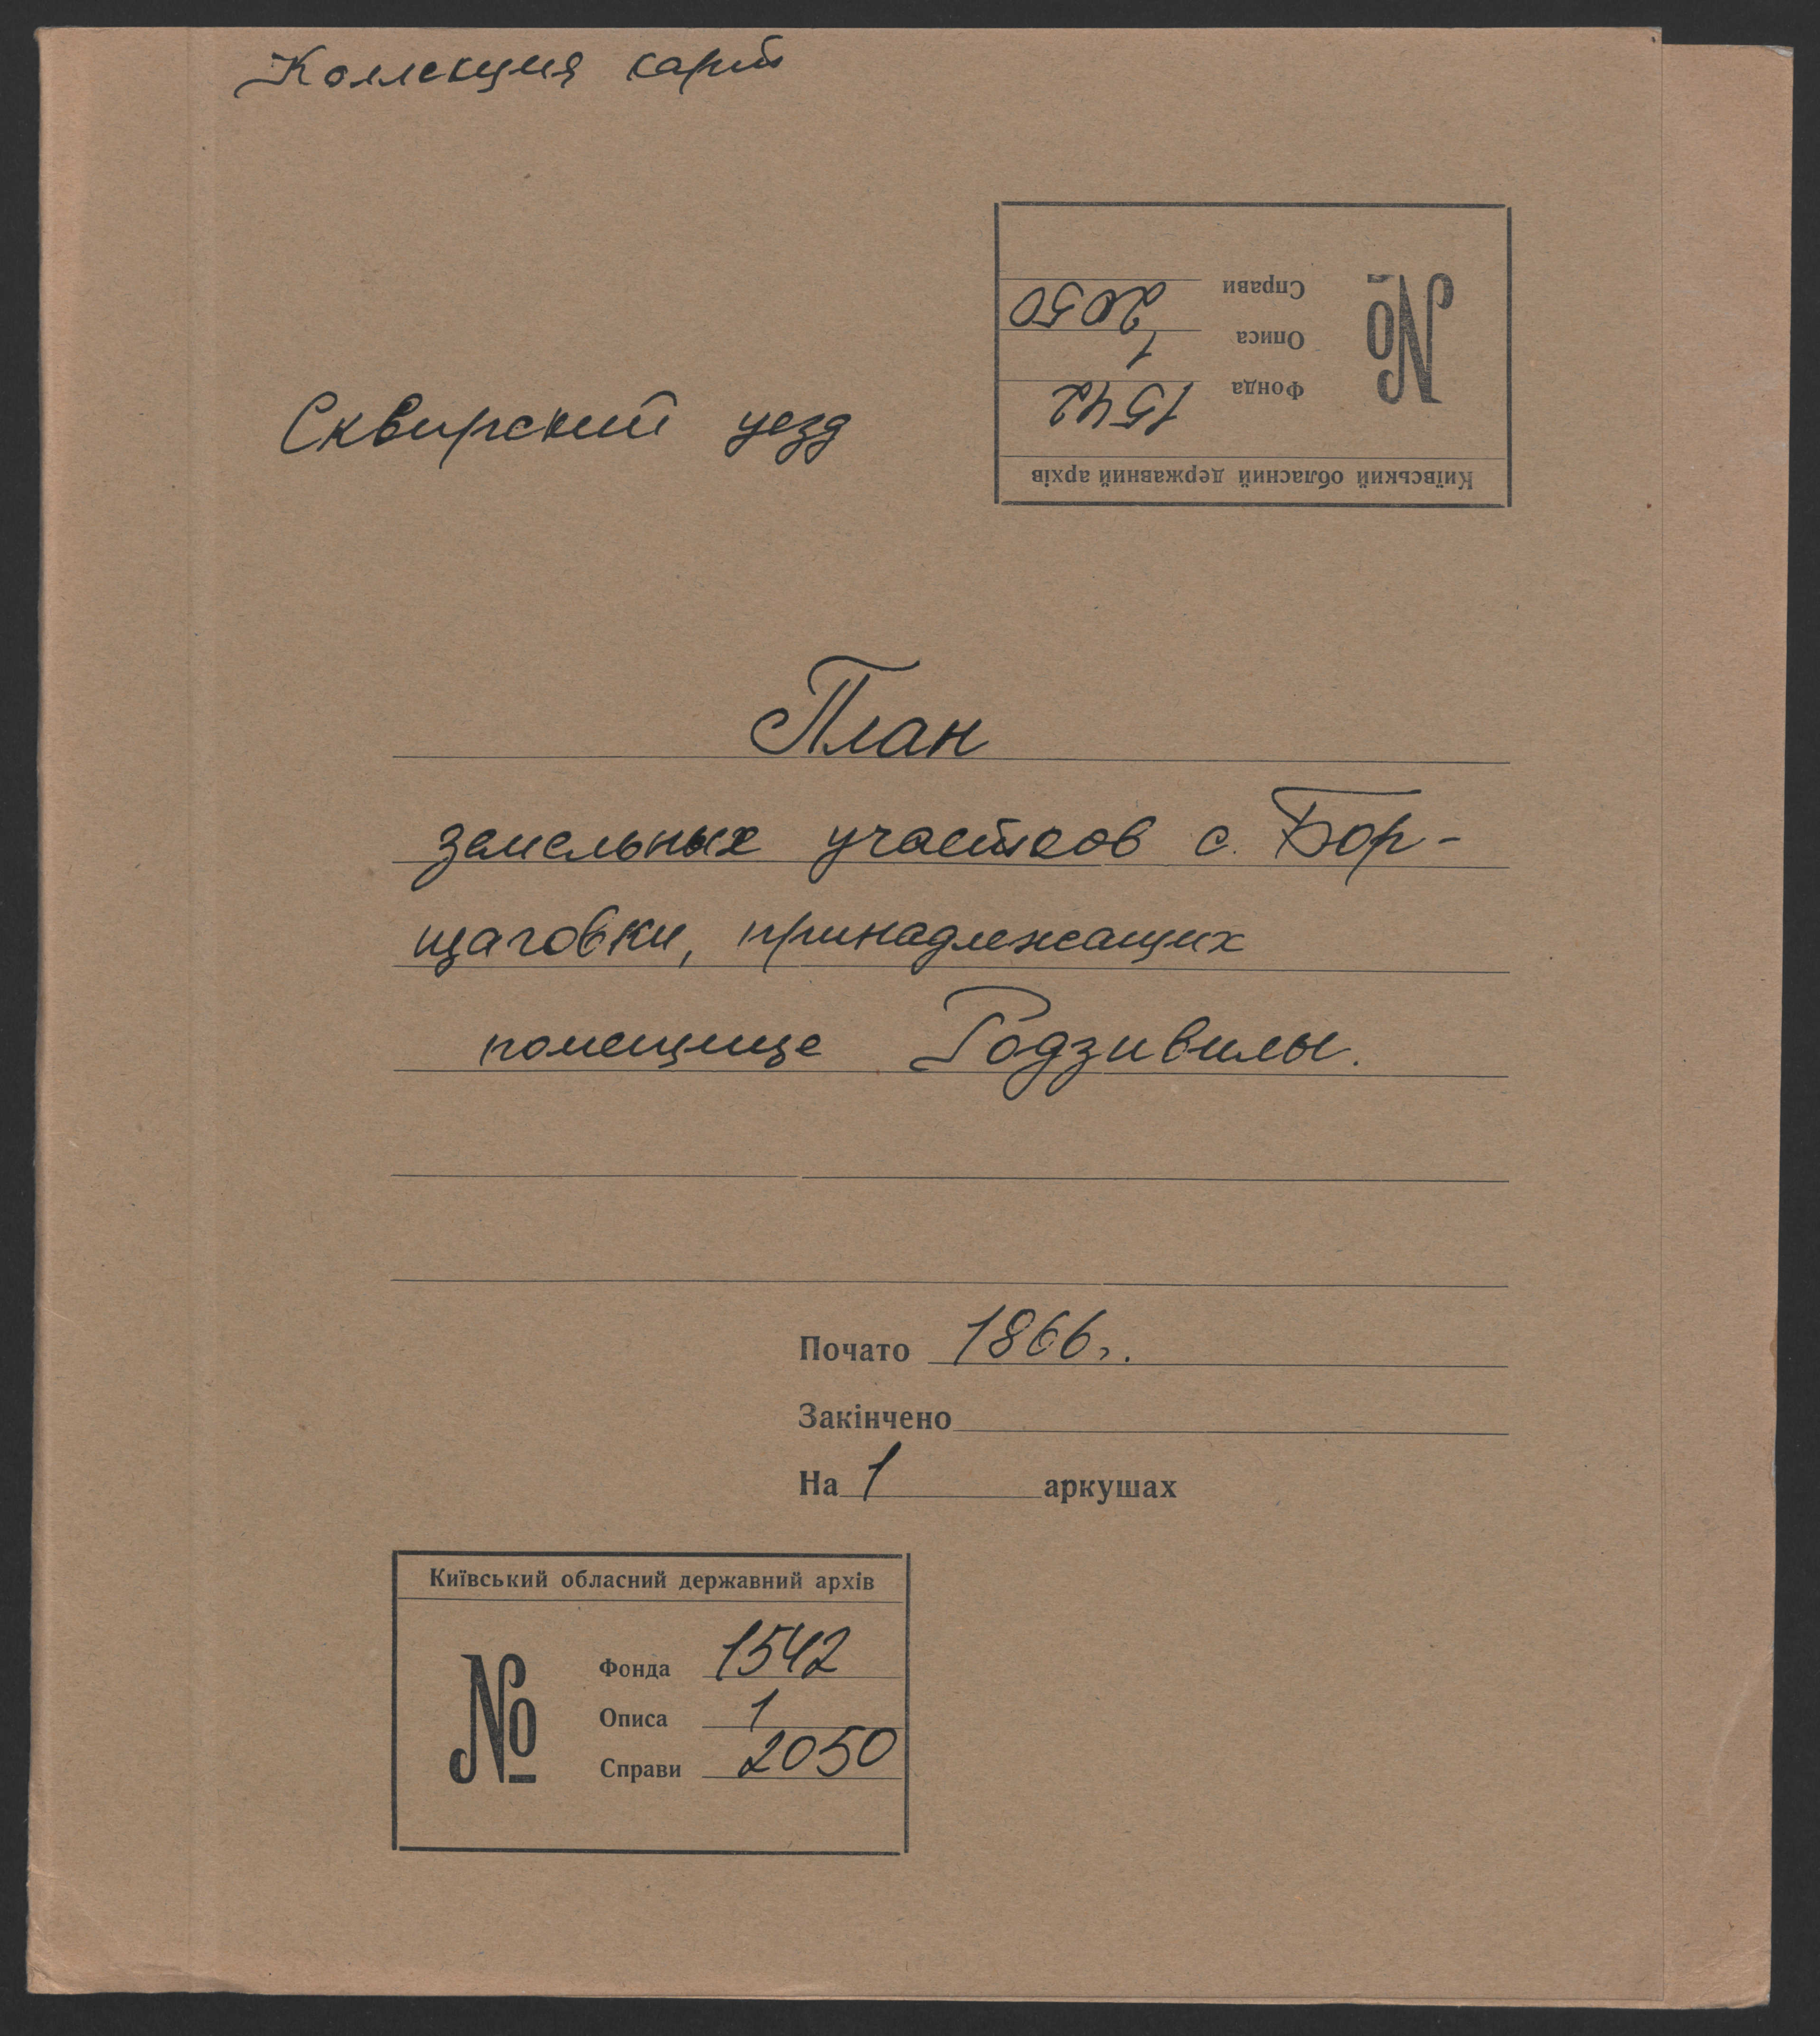 Коллекция карт
Справи 2050
Описа 1
Фонда 1542
№
Київський обласний державний архів
Сквирский уезд
План
земельных участков с. Бор-
щаговки, принадлежащих
помещице Родзивилы.
Почато 1866 г.
Закінчено
На 1 аркушах
Київський обласний державний архів
№
Фонда 1542
Описа 1
Справи 2050